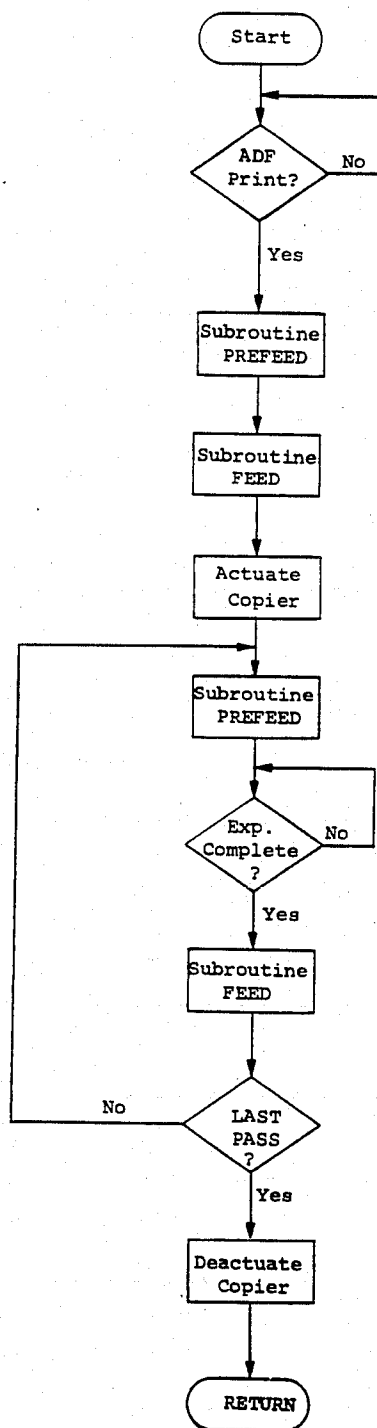 Start
ADF
Print?
No
Yes
Subroutine
PREFEED
Subroutine
FEED
Actuate
Copier
Subroutine
PREFEED
Exp.
Complete
?
No
Yes
Subroutine
FEED
No
LAST
PASS
?
Yes
Deactuate
Copier
RETURN